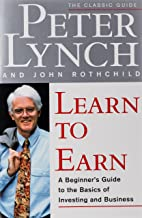 THE CLASSIC GUIDE
PETER
LYNCH
AND JOHN ROTHCHILD
LEARN
TO
EARN
A Beginner's Guide
to the Basics of
Investing and Business